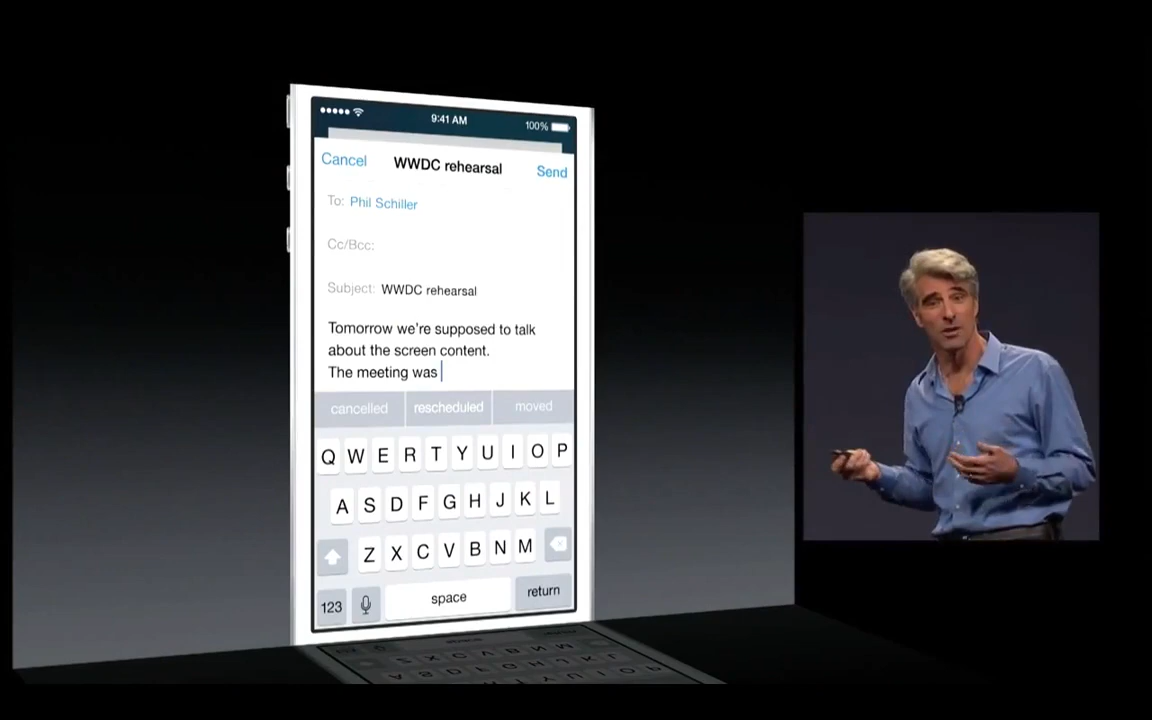 9:41 AM
100%
Cancel WWDC rehearsal Send
To: Phil Schiller
Cc/Bcc:
Subject: WWDC rehearsal
Tomorrow we're supposed to talk
about the screen content.
The meeting was
cancelled rescheduled moved
Q W E R T Y U I O P
A S D F G H J K L
Z X C V B N M
123 space return